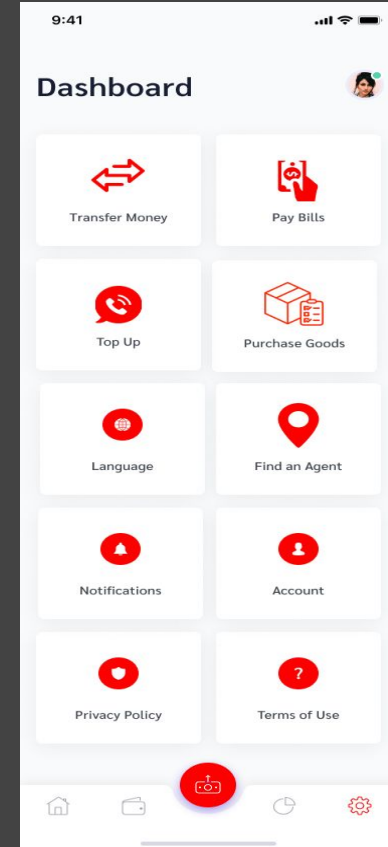 9:41
Dashboard
Transfer Money
Pay Bills
Top Up
Purchase Goods
Language
Find an Agent
Notifications
Account
?
Privacy Policy
Terms of Use